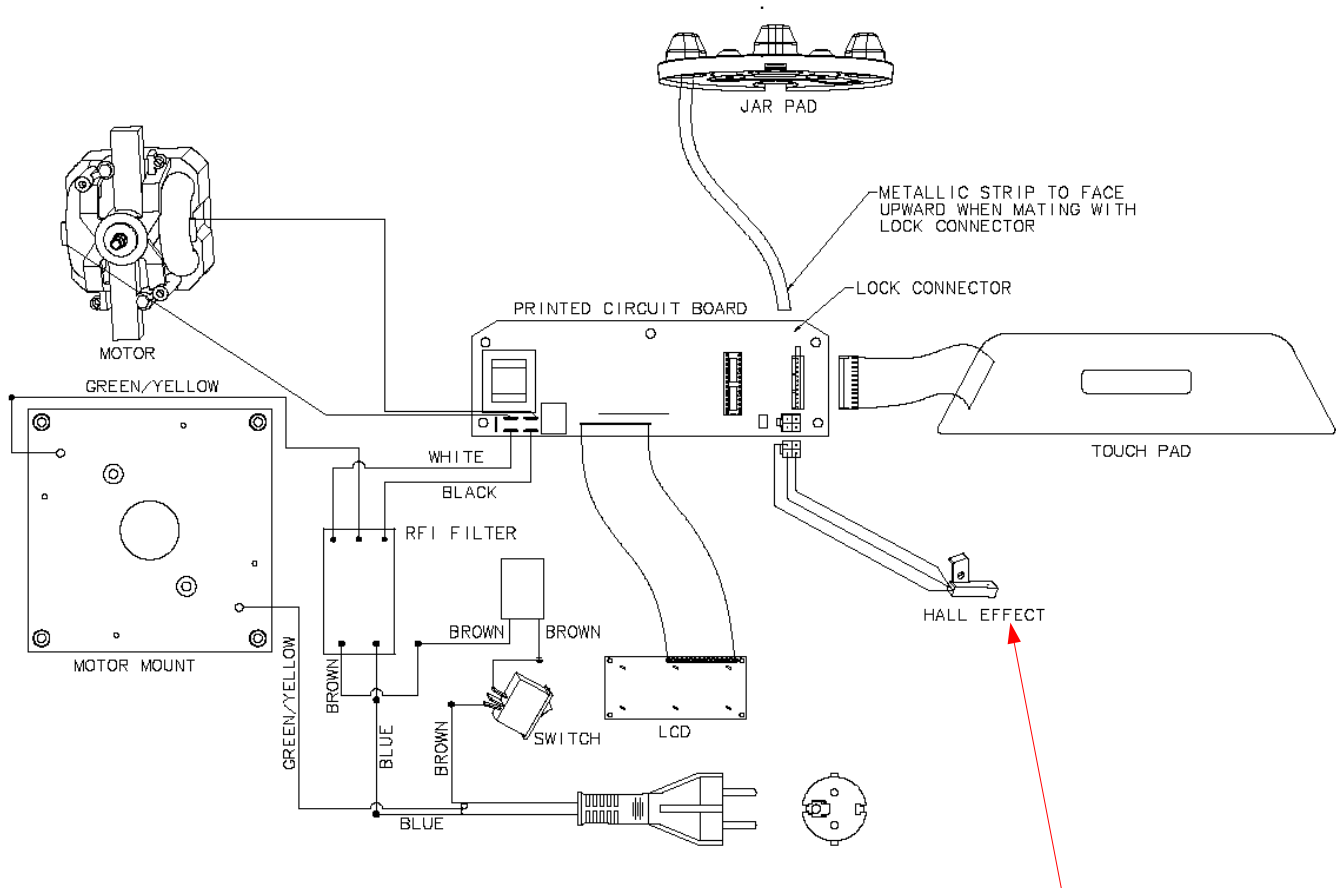 JAR PAD
METALLIC STRIP TO FACE
UPWARD WHEN MATING WITH
LOCK CONNECTOR
LOCK CONNECTOR
PRINTED CIRCUIT BOARD
MOTOR
GREEN/YELLOW
TOUCH PAD
WHITE
BLACK
RFI FILTER
HALL EFFECT
BROWN
BROWN
MOTOR MOUNT
BROWN
GREEN/YELLOW
BLUE
BROWN
SWITCH
LCD
BLUE